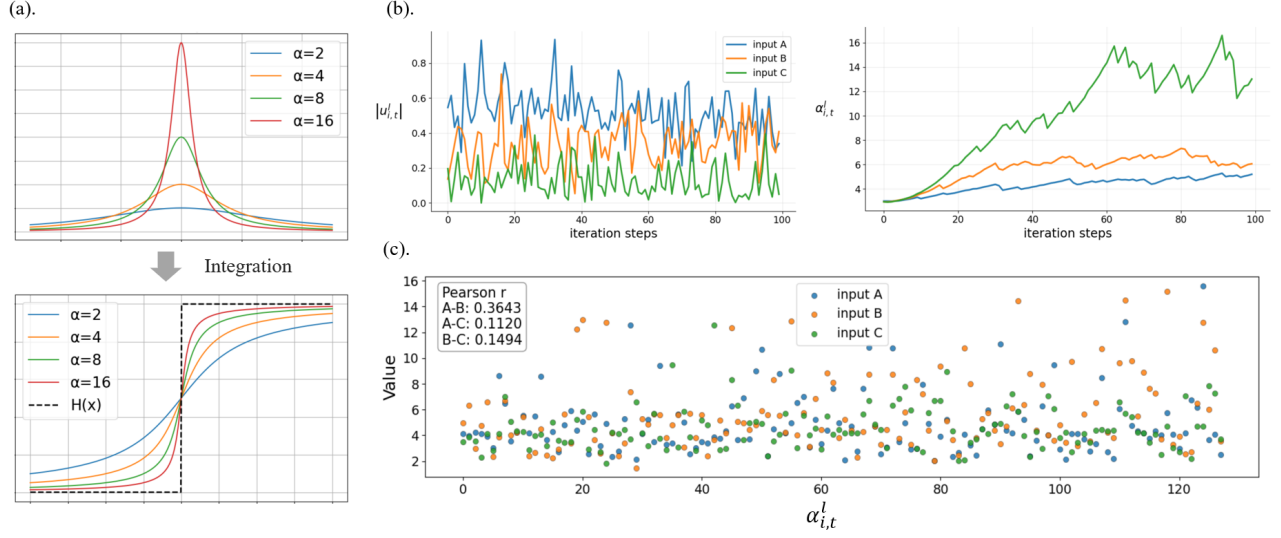 (a).
α=2
α=4
α=8
α=16
Integration
α=2
α=4
α=8
α=16
H(x)
(b).
|u^l_{i,t}|
0.8
0.6
0.4
0.2
0.0
input A
input B
input C
0 20 40 60 80 100
iteration steps
α^l_{i,t}
16
14
12
10
8
6
4
0 20 40 60 80 100
iteration steps
(c).
Value
16
14
12
10
8
6
4
2
Pearson r
A-B: 0.3643
A-C: 0.1120
B-C: 0.1494
input A
input B
input C
0 20 40 60 80 100 120
α^l_{i,t}